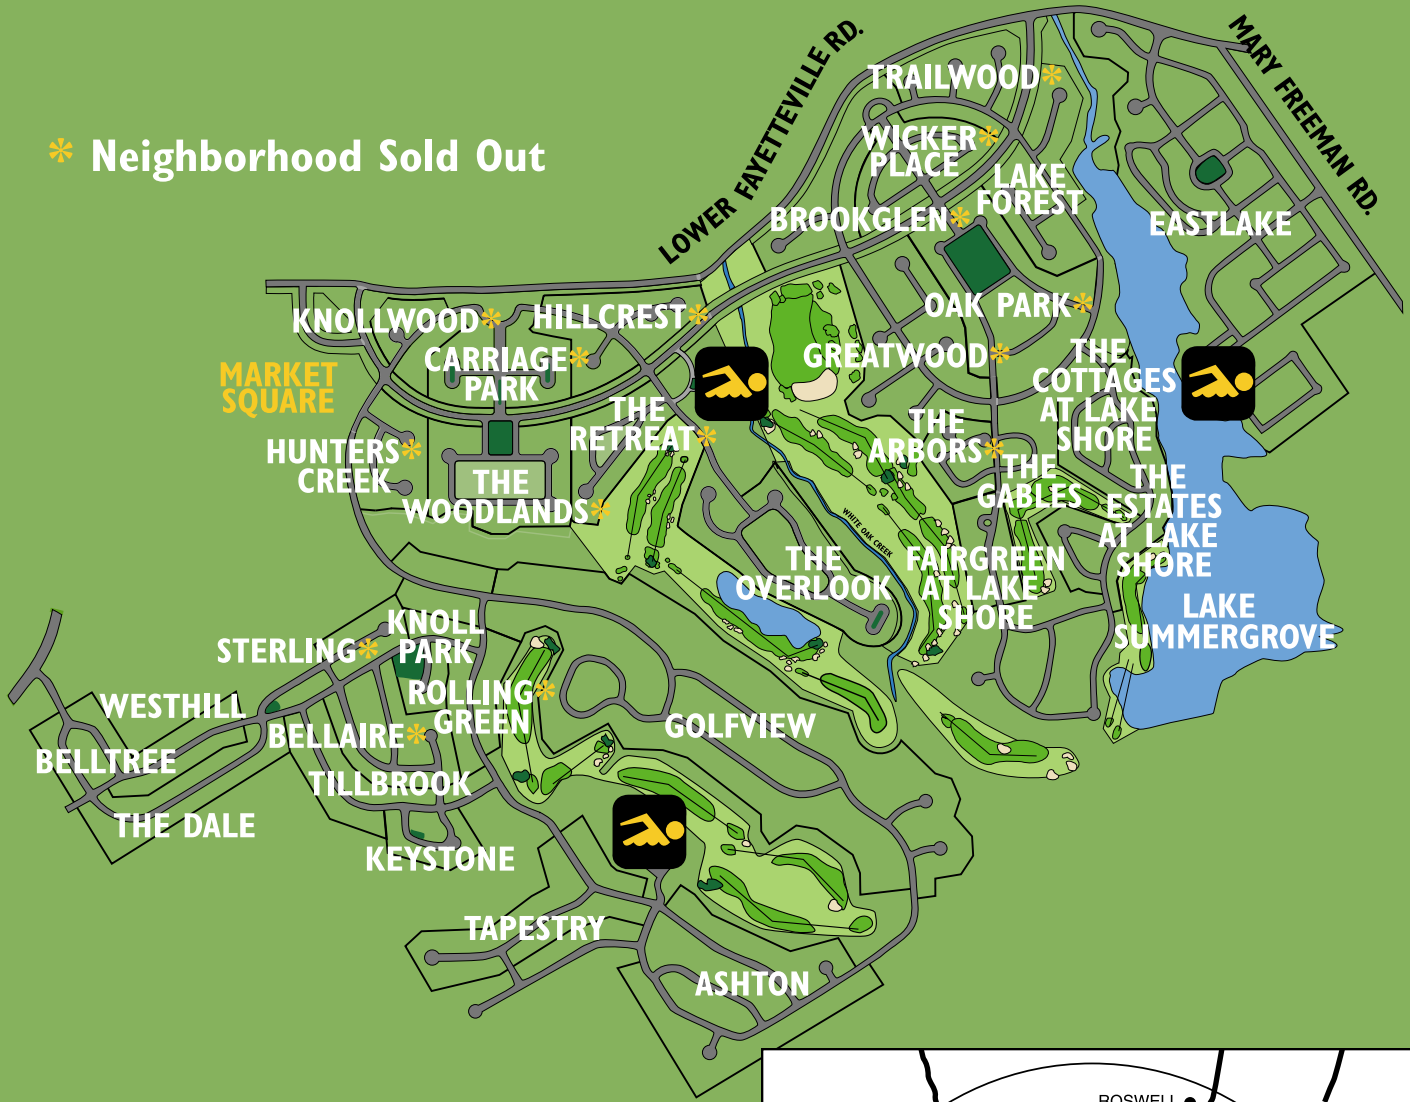 LOWER FAYETTEVILLE RD.
MARY FREEMAN RD.
* Neighborhood Sold Out
TRAILWOOD*
WICKER*
PLACE
LAKE
FOREST
BROOKGLEN*
EASTLAKE
OAK PARK*
KNOLLWOOD*
HILLCREST*
CARRIAGE*
PARK
GREATWOOD*
THE
COTTAGES
AT LAKE
SHORE
MARKET
SQUARE
THE
RETREAT*
THE
ARBORS*
HUNTERS*
CREEK
THE
WOODLANDS*
THE
GABLES
THE
ESTATES
AT LAKE
SHORE
WHITE OAK CREEK
THE
OVERLOOK
FAIRGREEN
AT LAKE
SHORE
LAKE
SUMMERGROVE
KNOLL
PARK
STERLING*
ROLLING*
GREEN
WESTHILL
BELLAIRE*
GOLFVIEW
BELLTREE
TILLBROOK
THE DALE
KEYSTONE
TAPESTRY
ASHTON
ROSWELL